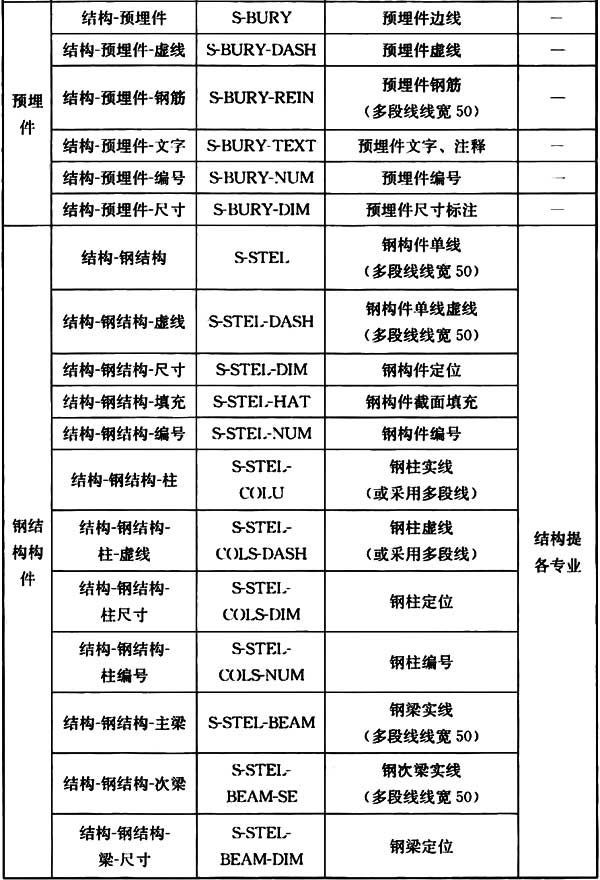 预埋件
结构-预埋件 S-BURY 预埋件边线 —
结构-预埋件-虚线 S-BURY-DASH 预埋件虚线 —
结构-预埋件-钢筋 S-BURY-REIN 预埋件钢筋
(多段线线宽 50) —
结构-预埋件-文字 S-BURY-TEXT 预埋件文字、注释 —
结构-预埋件-编号 S-BURY-NUM 预埋件编号 —
结构-预埋件-尺寸 S-BURY-DIM 预埋件尺寸标注 —
钢结
构构
件
结构-钢结构 S-STEL 钢构件单线
(多段线线宽 50)
结构-钢结构-虚线 S-STEL-DASH 钢构件单线虚线
(多段线线宽 50)
结构-钢结构-尺寸 S-STEL-DIM 钢构件定位
结构-钢结构-填充 S-STEL-HAT 钢构件截面填充
结构-钢结构-编号 S-STEL-NUM 钢构件编号
结构-钢结构-柱 S-STEL-
COLU 钢柱实线
(或采用多段线)
结构-钢结构-
柱-虚线 S-STEL-
COLS-DASH 钢柱虚线
(或采用多段线)
结构-钢结构-
柱尺寸 S-STEL-
COLS-DIM 钢柱定位
结构-钢结构-
柱编号 S-STEL-
COLS-NUM 钢柱编号
结构-钢结构-主梁 S-STEL-BEAM 钢梁实线
(多段线线宽 50)
结构-钢结构-次梁 S-STEL-
BEAM-SE 钢次梁实线
(多段线线宽 50)
结构-钢结构-
梁-尺寸 S-STEL-
BEAM-DIM 钢梁定位
结构提
各专业